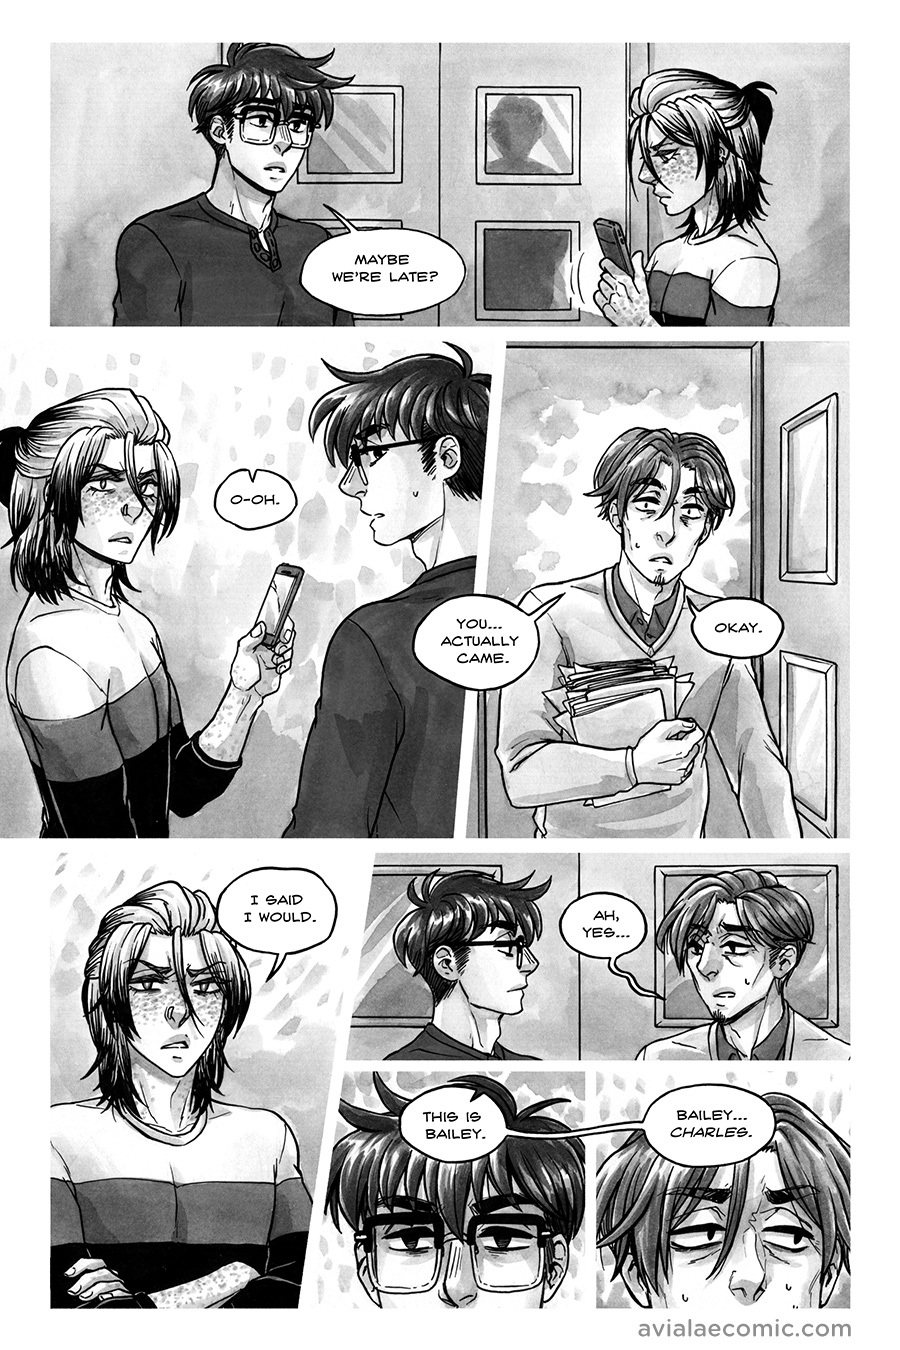 MAYBE
WE'RE LATE?
O-OH.
YOU...
ACTUALLY
CAME.
OKAY.
I SAID
I WOULD.
AH,
YES...
THIS IS
BAILEY.
BAILEY...
CHARLES.
avialaecomic.com